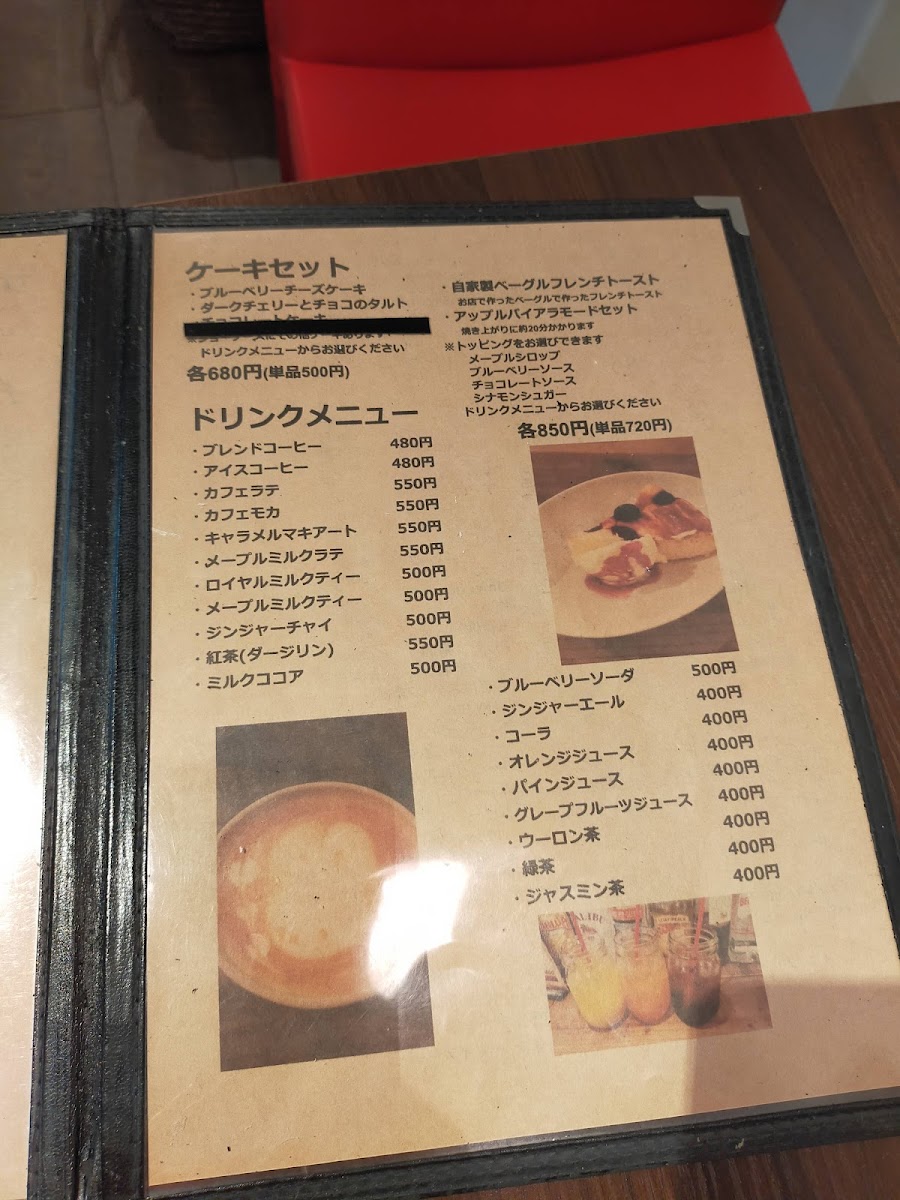 ケーキセット
・ブルーベリーチーズケーキ
・ダークチェリーとチョコのタルト
ドリンクメニューからお選びください
各680円(単品500円)
・自家製ベーグルフレンチトースト
お店で作ったベーグルで作ったフレンチトースト
・アップルパイアラモードセット
焼き上がりに約20分かかります
※トッピングをお選びできます
メープルシロップ
ブルーベリーソース
チョコレートソース
シナモンシュガー
ドリンクメニューからお選びください
各850円(単品720円)
ドリンクメニュー
・ブレンドコーヒー 480円
・アイスコーヒー 480円
・カフェラテ 550円
・カフェモカ 550円
・キャラメルマキアート 550円
・メープルミルクラテ 550円
・ロイヤルミルクティー 500円
・メープルミルクティー 500円
・ジンジャーチャイ 500円
・紅茶(ダージリン) 550円
・ミルクココア 500円
・ブルーベリーソーダ 500円
・ジンジャーエール 400円
・コーラ 400円
・オレンジジュース 400円
・パインジュース 400円
・グレープフルーツジュース 400円
・ウーロン茶 400円
・緑茶 400円
・ジャスミン茶 400円